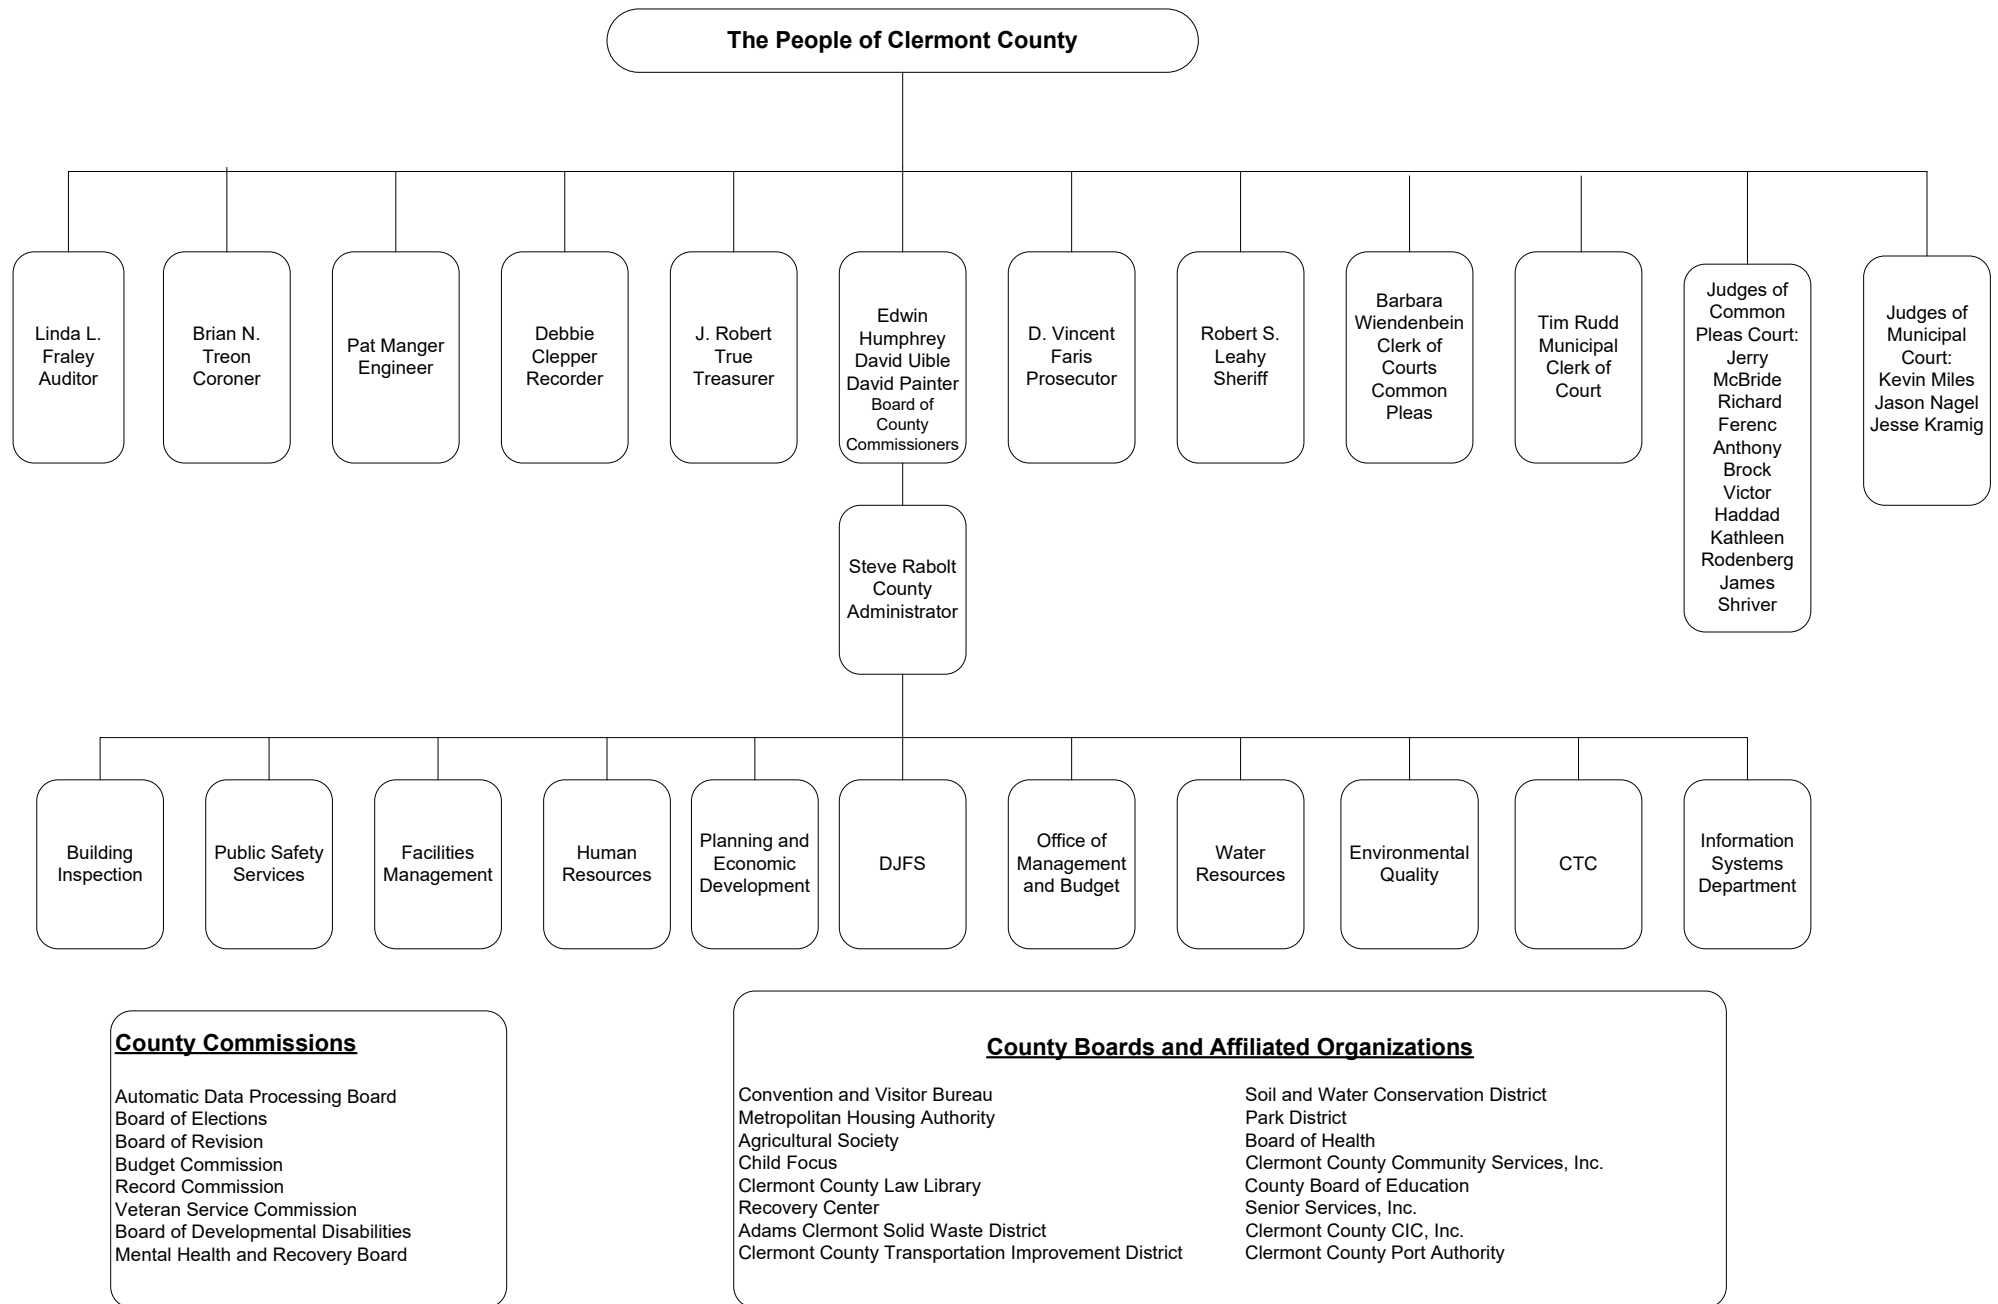 The People of Clermont County
Linda L.
Fraley
Auditor
Brian N.
Treon
Coroner
Pat Manger
Engineer
Debbie
Clepper
Recorder
J. Robert
True
Treasurer
Edwin
Humphrey
David Uible
David Painter
Board of
County
Commissioners
D. Vincent
Faris
Prosecutor
Robert S.
Leahy
Sheriff
Barbara
Wiendenbein
Clerk of
Courts
Common
Pleas
Tim Rudd
Municipal
Clerk of
Court
Judges of
Common
Pleas Court:
Jerry
McBride
Richard
Ferenc
Anthony
Brock
Victor
Haddad
Kathleen
Rodenberg
James
Shriver
Judges of
Municipal
Court:
Kevin Miles
Jason Nagel
Jesse Kramig
Steve Rabolt
County
Administrator
Building
Inspection
Public Safety
Services
Facilities
Management
Human
Resources
Planning and
Economic
Development
DJFS
Office of
Management
and Budget
Water
Resources
Environmental
Quality
CTC
Information
Systems
Department
County Commissions
Automatic Data Processing Board
Board of Elections
Board of Revision
Budget Commission
Record Commission
Veteran Service Commission
Board of Developmental Disabilities
Mental Health and Recovery Board
County Boards and Affiliated Organizations
Convention and Visitor Bureau
Metropolitan Housing Authority
Agricultural Society
Child Focus
Clermont County Law Library
Recovery Center
Adams Clermont Solid Waste District
Clermont County Transportation Improvement District
Soil and Water Conservation District
Park District
Board of Health
Clermont County Community Services, Inc.
County Board of Education
Senior Services, Inc.
Clermont County CIC, Inc.
Clermont County Port Authority